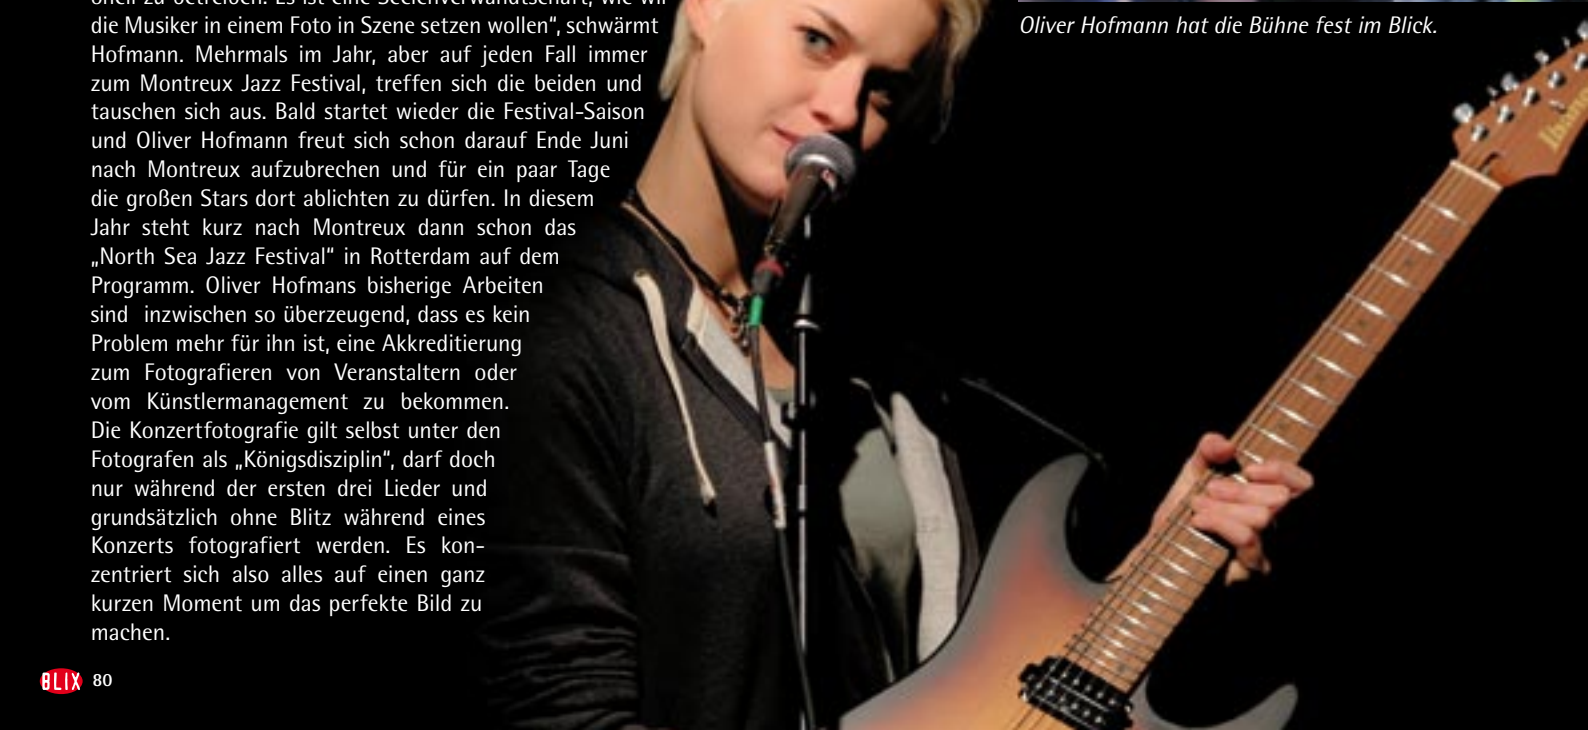 die Musiker in einem Foto in Szene setzen wollen“, schwärmt
Hofmann. Mehrmals im Jahr, aber auf jeden Fall immer
zum Montreux Jazz Festival, treffen sich die beiden und
tauschen sich aus. Bald startet wieder die Festival-Saison
und Oliver Hofmann freut sich schon darauf Ende Juni
nach Montreux aufzubrechen und für ein paar Tage
die großen Stars dort ablichten zu dürfen. In diesem
Jahr steht kurz nach Montreux dann schon das
„North Sea Jazz Festival“ in Rotterdam auf dem
Programm. Oliver Hofmans bisherige Arbeiten
sind inzwischen so überzeugend, dass es kein
Problem mehr für ihn ist, eine Akkreditierung
zum Fotografieren von Veranstaltern oder
vom Künstlermanagement zu bekommen.
Die Konzertfotografie gilt selbst unter den
Fotografen als „Königsdisziplin“, darf doch
nur während der ersten drei Lieder und
grundsätzlich ohne Blitz während eines
Konzerts fotografiert werden. Es kon-
zentriert sich also alles auf einen ganz
kurzen Moment um das perfekte Bild zu
machen.
Oliver Hofmann hat die Bühne fest im Blick.
BLIX 80